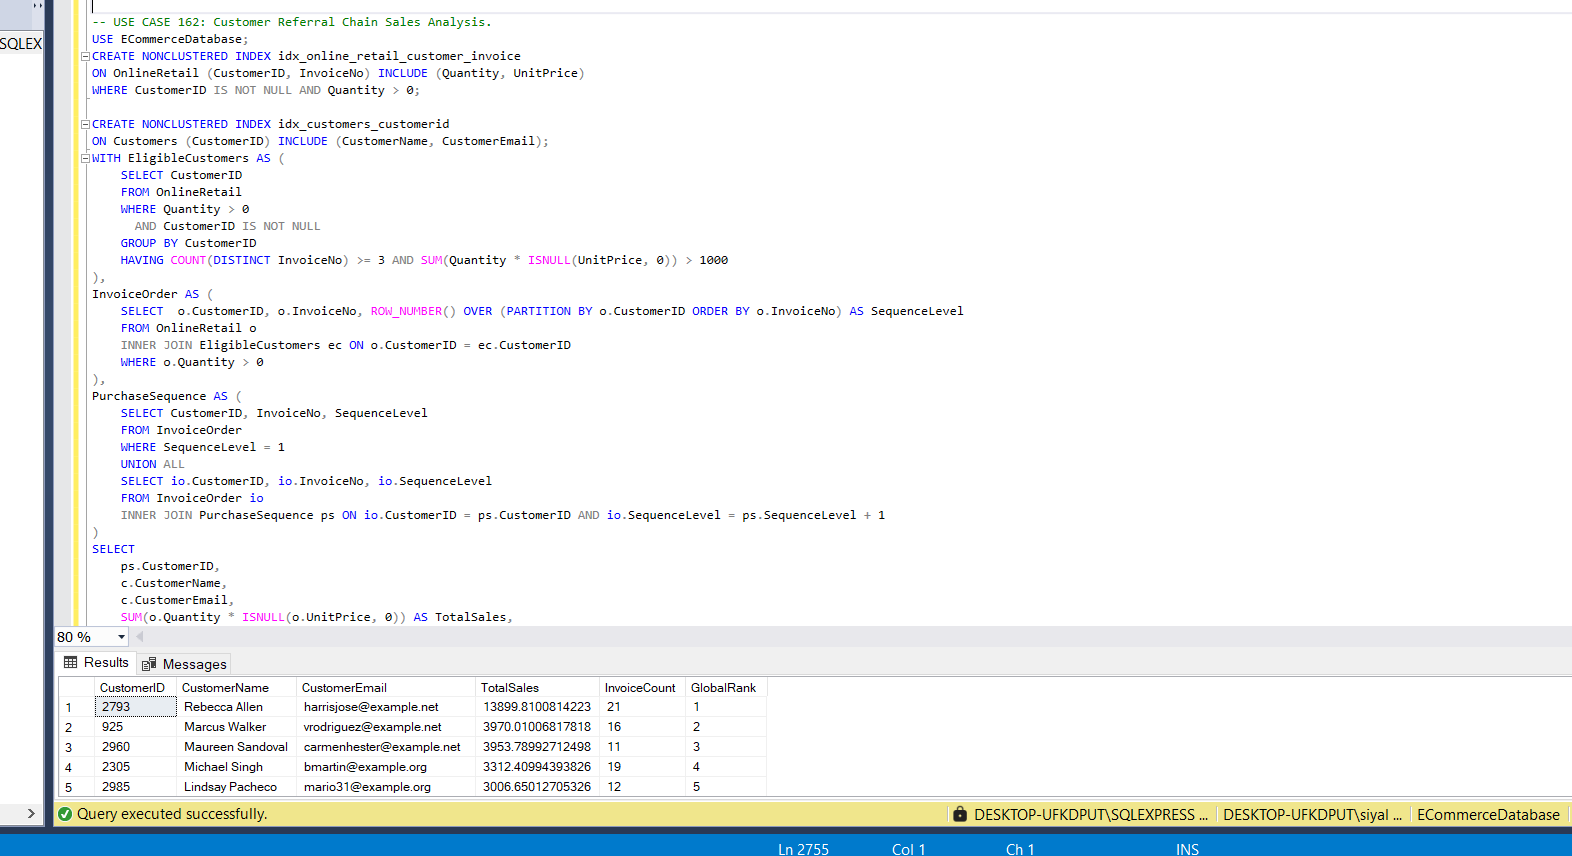 -- USE CASE 162: Customer Referral Chain Sales Analysis.
SQLEX
USE ECommerceDatabase;
CREATE NONCLUSTERED INDEX idx_online_retail_customer_invoice
ON OnlineRetail (CustomerID, InvoiceNo) INCLUDE (Quantity, UnitPrice)
WHERE CustomerID IS NOT NULL AND Quantity > 0;
CREATE NONCLUSTERED INDEX idx_customers_customerid
ON Customers (CustomerID) INCLUDE (CustomerName, CustomerEmail);
WITH EligibleCustomers AS (
    SELECT CustomerID
    FROM OnlineRetail
    WHERE Quantity > 0
      AND CustomerID IS NOT NULL
    GROUP BY CustomerID
    HAVING COUNT(DISTINCT InvoiceNo) >= 3 AND SUM(Quantity * ISNULL(UnitPrice, 0)) > 1000
),
InvoiceOrder AS (
    SELECT  o.CustomerID, o.InvoiceNo, ROW_NUMBER() OVER (PARTITION BY o.CustomerID ORDER BY o.InvoiceNo) AS SequenceLevel
    FROM OnlineRetail o
    INNER JOIN EligibleCustomers ec ON o.CustomerID = ec.CustomerID
    WHERE o.Quantity > 0
),
PurchaseSequence AS (
    SELECT CustomerID, InvoiceNo, SequenceLevel
    FROM InvoiceOrder
    WHERE SequenceLevel = 1
    UNION ALL
    SELECT io.CustomerID, io.InvoiceNo, io.SequenceLevel
    FROM InvoiceOrder io
    INNER JOIN PurchaseSequence ps ON io.CustomerID = ps.CustomerID AND io.SequenceLevel = ps.SequenceLevel + 1
)
SELECT
    ps.CustomerID,
    c.CustomerName,
    c.CustomerEmail,
    SUM(o.Quantity * ISNULL(o.UnitPrice, 0)) AS TotalSales,
80 %
Results Messages
CustomerID CustomerName CustomerEmail TotalSales InvoiceCount GlobalRank
1 2793 Rebecca Allen harrisjose@example.net 13899.8100814223 21 1
2 925 Marcus Walker vrodriguez@example.net 3970.01006817818 16 2
3 2960 Maureen Sandoval carmenhester@example.net 3953.78992712498 11 3
4 2305 Michael Singh bmartin@example.org 3312.40994393826 19 4
5 2985 Lindsay Pacheco mario31@example.org 3006.65012705326 12 5
Query executed successfully. DESKTOP-UFKDPUT\SQLEXPRESS ... DESKTOP-UFKDPUT\siyal ... ECommerceDatabase
Ln 2755 Col 1 Ch 1 INS